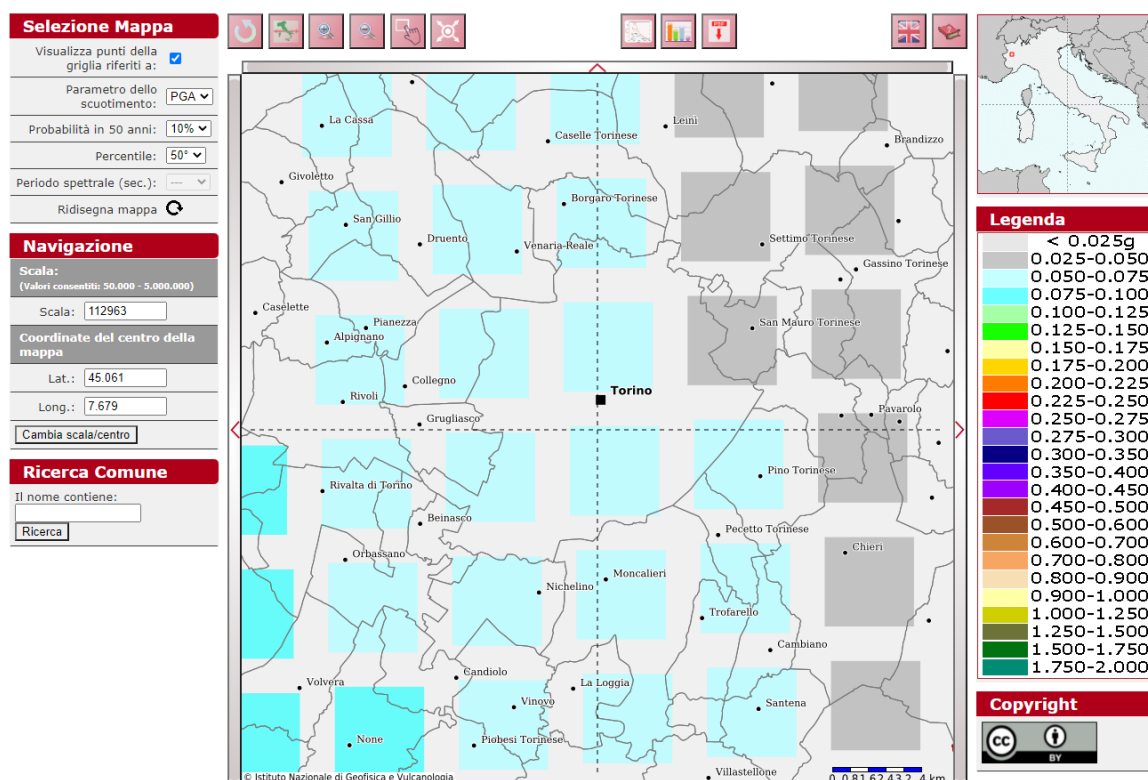 Selezione Mappa
Visualizza punti della
griglia riferiti a:
Parametro dello
scuotimento:
PGA
Probabilità in 50 anni:
10%
Percentile:
50°
Periodo spettrale (sec.):
---
Ridisegna mappa
Navigazione
Scala:
(Valori consentiti: 50.000 - 5.000.000)
Scala:
112963
Coordinate del centro della
mappa
Lat.:
45.061
Long.:
7.679
Cambia scala/centro
Ricerca Comune
Il nome contiene:
Ricerca
PDF
La Cassa
Caselle Torinese
Leini
Brandizzo
Givoletto
Borgaro Torinese
San Gillio
Druento
Venaria Reale
Settimo Torinese
Gassino Torinese
Caselette
Pianezza
Alpignano
San Mauro Torinese
Collegno
Rivoli
Torino
Grugliasco
Pavarolo
Pino Torinese
Rivalta di Torino
Beinasco
Pecetto Torinese
Chieri
Orbassano
Moncalieri
Nichelino
Trofarello
Cambiano
Candiolo
Volvera
La Loggia
Vinovo
Santena
None
Piobesi Torinese
Villastellone
© Istituto Nazionale di Geofisica e Vulcanologia
0 0.81.62.43.2 4 km
Legenda
< 0.025g
0.025-0.050
0.050-0.075
0.075-0.100
0.100-0.125
0.125-0.150
0.150-0.175
0.175-0.200
0.200-0.225
0.225-0.250
0.250-0.275
0.275-0.300
0.300-0.350
0.350-0.400
0.400-0.450
0.450-0.500
0.500-0.600
0.600-0.700
0.700-0.800
0.800-0.900
0.900-1.000
1.000-1.250
1.250-1.500
1.500-1.750
1.750-2.000
Copyright
cc
BY